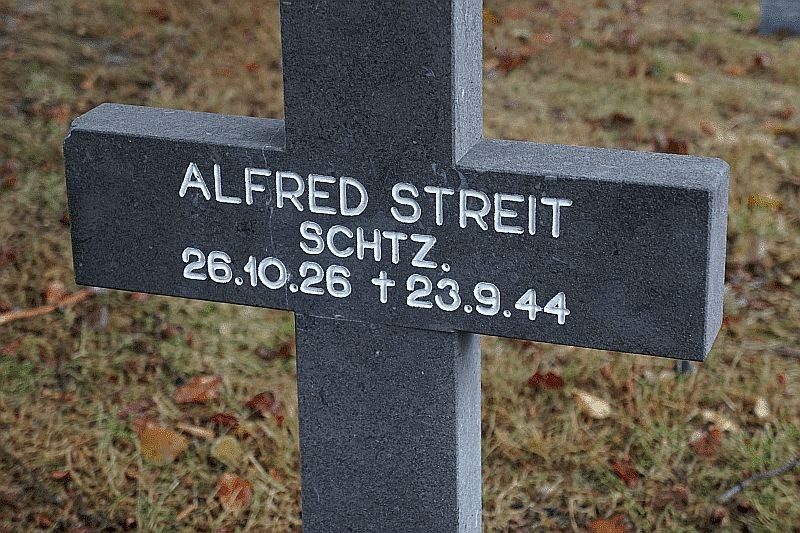 ALFRED STREIT
SCHTZ.
26.10.26 †23.9.44